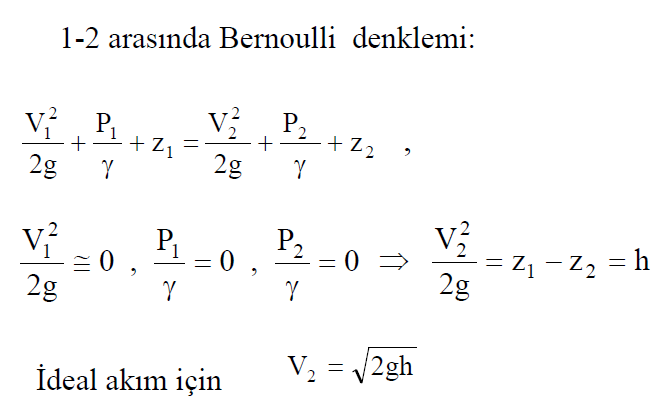 1-2 arasında Bernoulli denklemi:
V₁²/2g + P₁/γ + z₁ = V₂²/2g + P₂/γ + z₂ ,
V₁²/2g ≅ 0 , P₁/γ = 0 , P₂/γ = 0 ⇒ V₂²/2g = z₁ − z₂ = h
İdeal akım için V₂ = √2gh